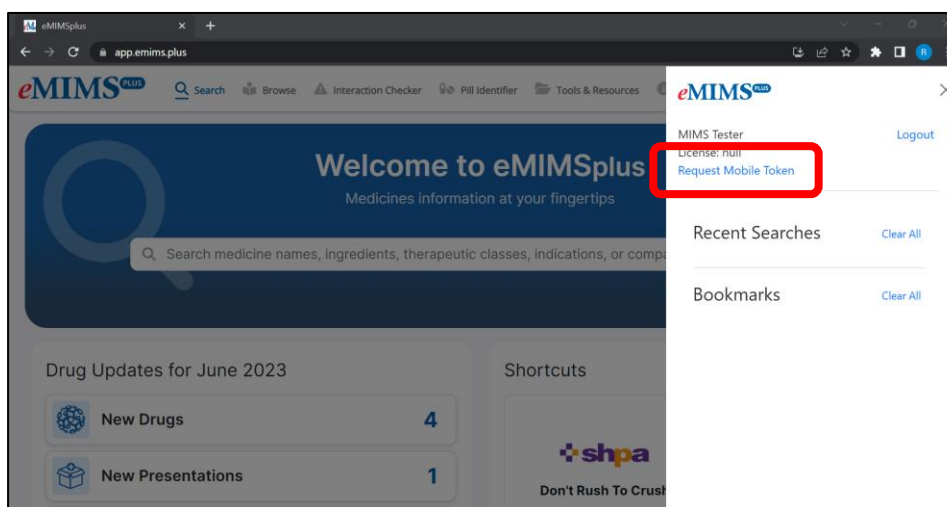 eMIMSplus
app.emims.plus
R
eMIMS PLUS
Search
Browse
Interaction Checker
Pill Identifier
Tools & Resources
Welcome to eMIMSplus
Medicines information at your fingertips
Search medicine names, ingredients, therapeutic classes, indications, or compa
Drug Updates for June 2023
New Drugs
4
New Presentations
1
Shortcuts
shpa
Don't Rush To Crush
eMIMS PLUS
MIMS Tester
Logout
License: null
Request Mobile Token
Recent Searches
Clear All
Bookmarks
Clear All